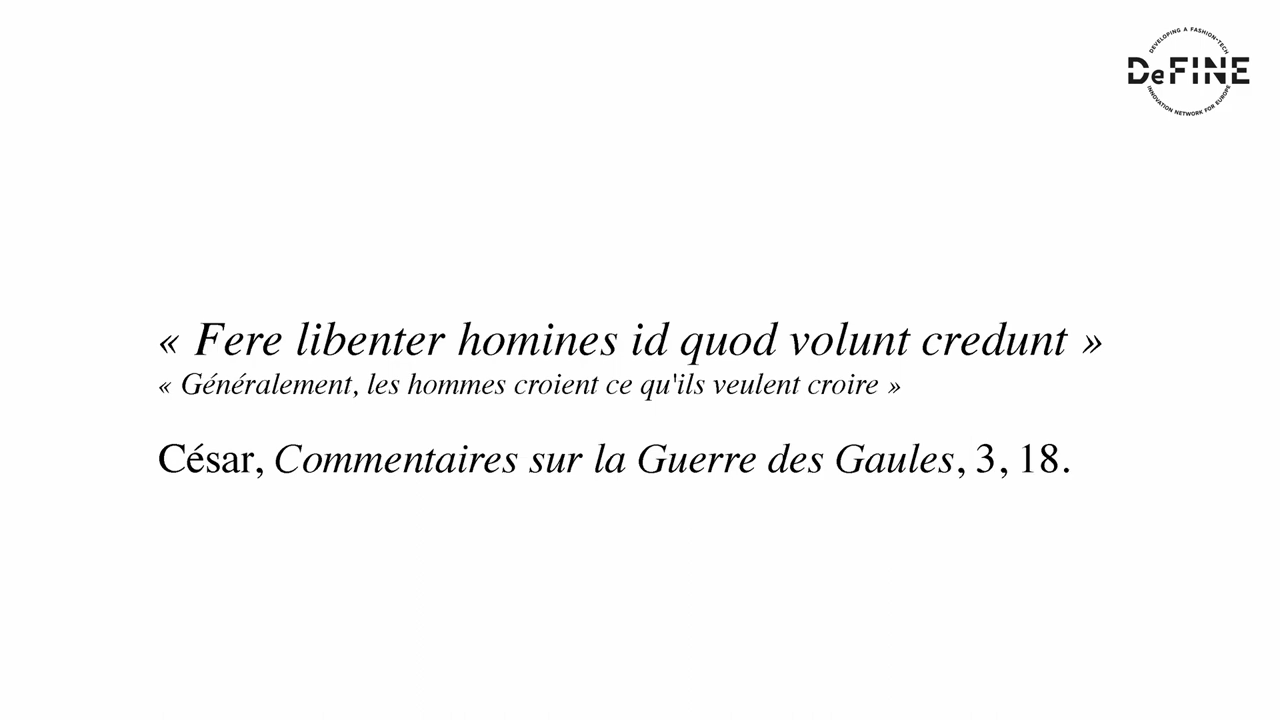 DEVELOPING A FASHION-TECH
DeFINE
INNOVATION NETWORK FOR EUROPE
« Fere libenter homines id quod volunt credunt »
« Généralement, les hommes croient ce qu'ils veulent croire »
César, Commentaires sur la Guerre des Gaules, 3, 18.